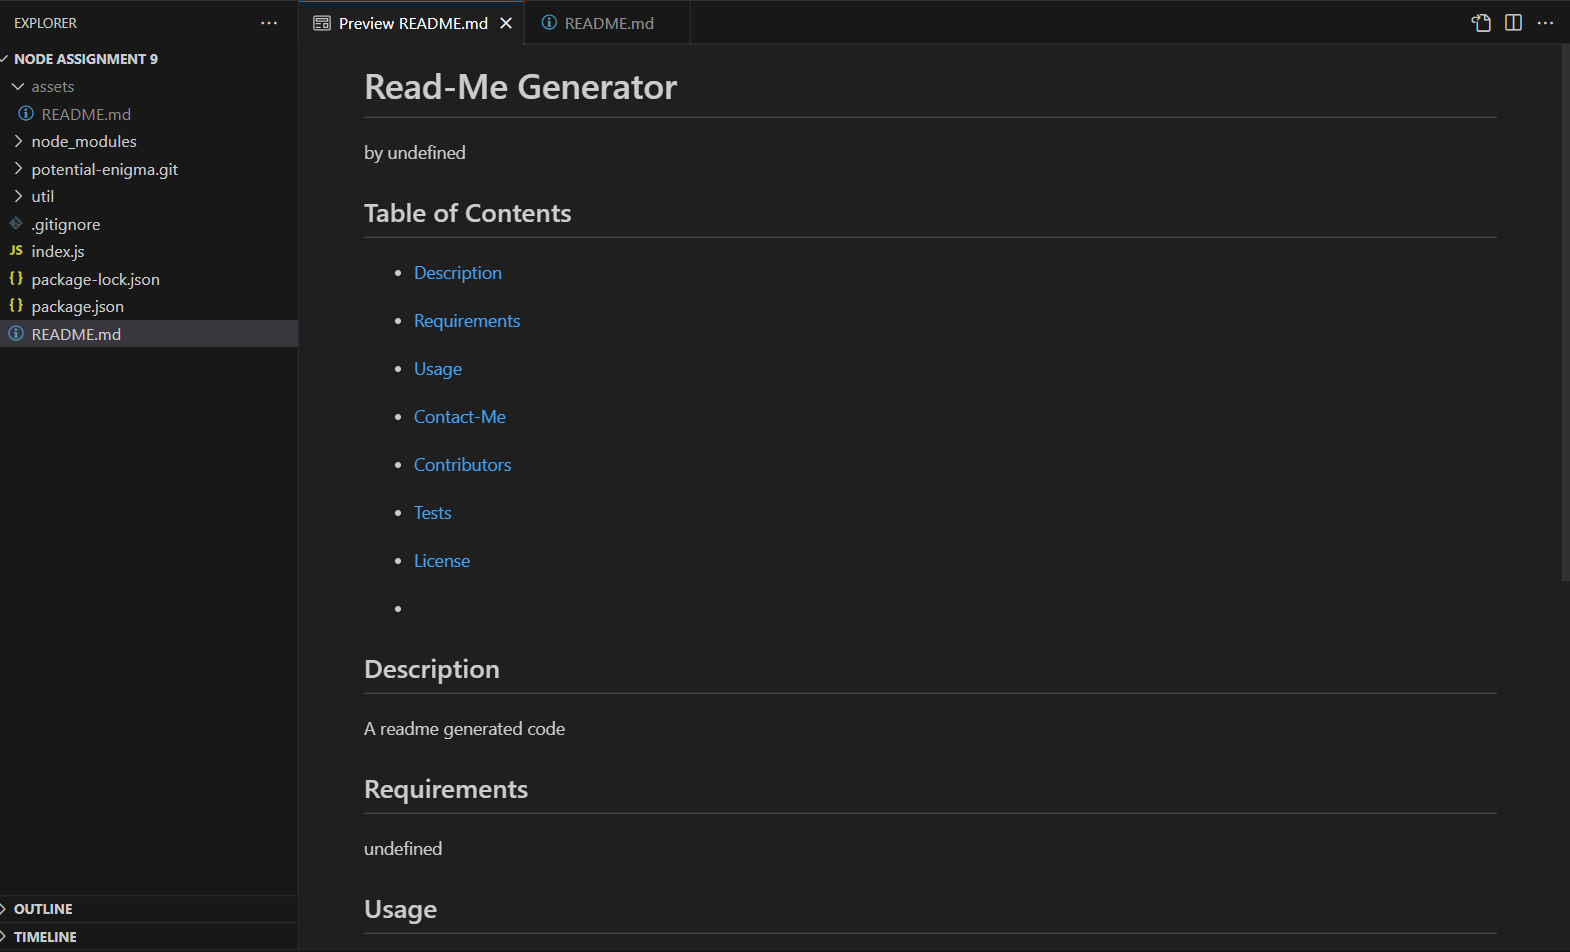 EXPLORER
NODE ASSIGNMENT 9
assets
README.md
node_modules
potential-enigma.git
util
.gitignore
JS index.js
{} package-lock.json
{} package.json
README.md
OUTLINE
TIMELINE
Preview README.md
README.md
Read-Me Generator
by undefined
Table of Contents
• Description
• Requirements
• Usage
• Contact-Me
• Contributors
• Tests
• License
•
Description
A readme generated code
Requirements
undefined
Usage